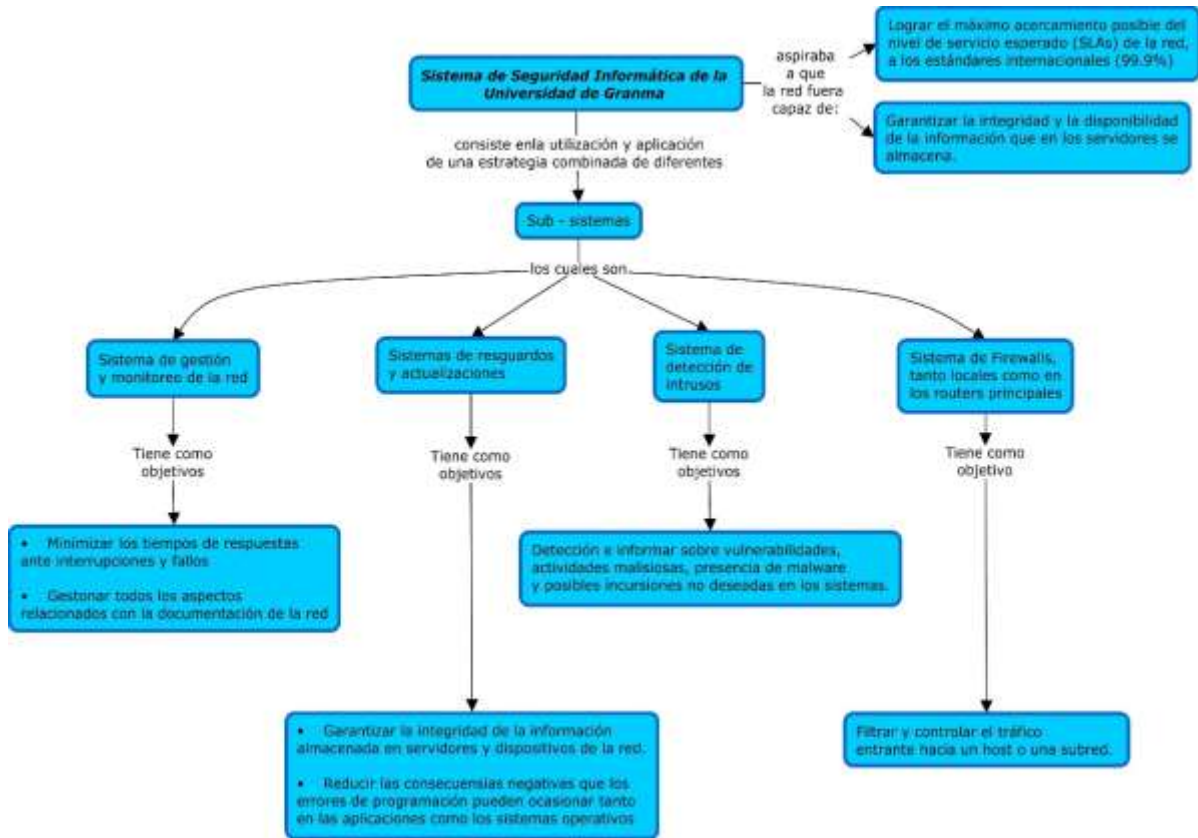 Lograr el máximo acercamiento posible del
nivel de servicio esperado (SLAs) de la red,
a los estándares internacionales (99.9%)
aspiraba
a que
la red fuera
capaz de:
Sistema de Seguridad Informática de la
Universidad de Granma
Garantizar la integridad y la disponibilidad
de la información que en los servidores se
almacena.
consiste enla utilización y aplicación
de una estrategia combinada de diferentes
Sub - sistemas
los cuales son
Sistema de gestión
y monitoreo de la red
Sistemas de resguardos
y actualizaciones
Sistema de
detección de
intrusos
Sistema de Firewalls,
tanto locales como en
los routers principales
Tiene como
objetivos
Tiene como
objetivos
Tiene como
objetivos
Tiene como
objetivo
• Minimizar los tiempos de respuestas
ante interrupciones y fallos
• Gestonar todos los aspectos
relacionados con la documentación de la red
Detección e informar sobre vulnerabilidades,
actividades malisiosas, presencia de malware
y posibles incursiones no deseadas en los sistemas.
• Garantizar la integridad de la información
almacenada en servidores y dispositivos de la red.
• Reducir las consecuensias negativas que los
errores de programación pueden ocasionar tanto
en las aplicaciones como los sistemas operativos
Filtrar y controlar el tráfico
entrante hacia un host o una subred.